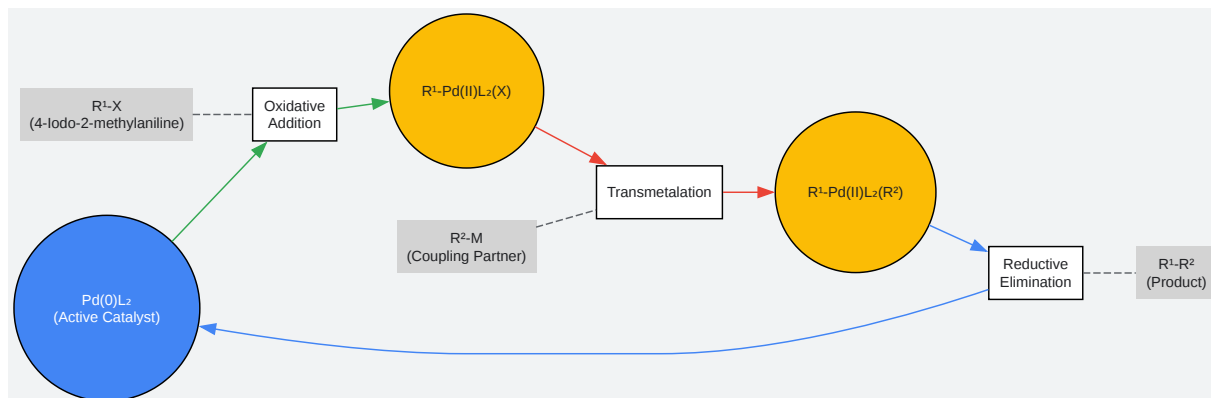 R¹-X
(4-Iodo-2-methylaniline)
Oxidative
Addition
R¹-Pd(II)L₂(X)
Transmetalation
R²-M
(Coupling Partner)
R¹-Pd(II)L₂(R²)
Reductive
Elimination
R¹-R²
(Product)
Pd(0)L₂
(Active Catalyst)